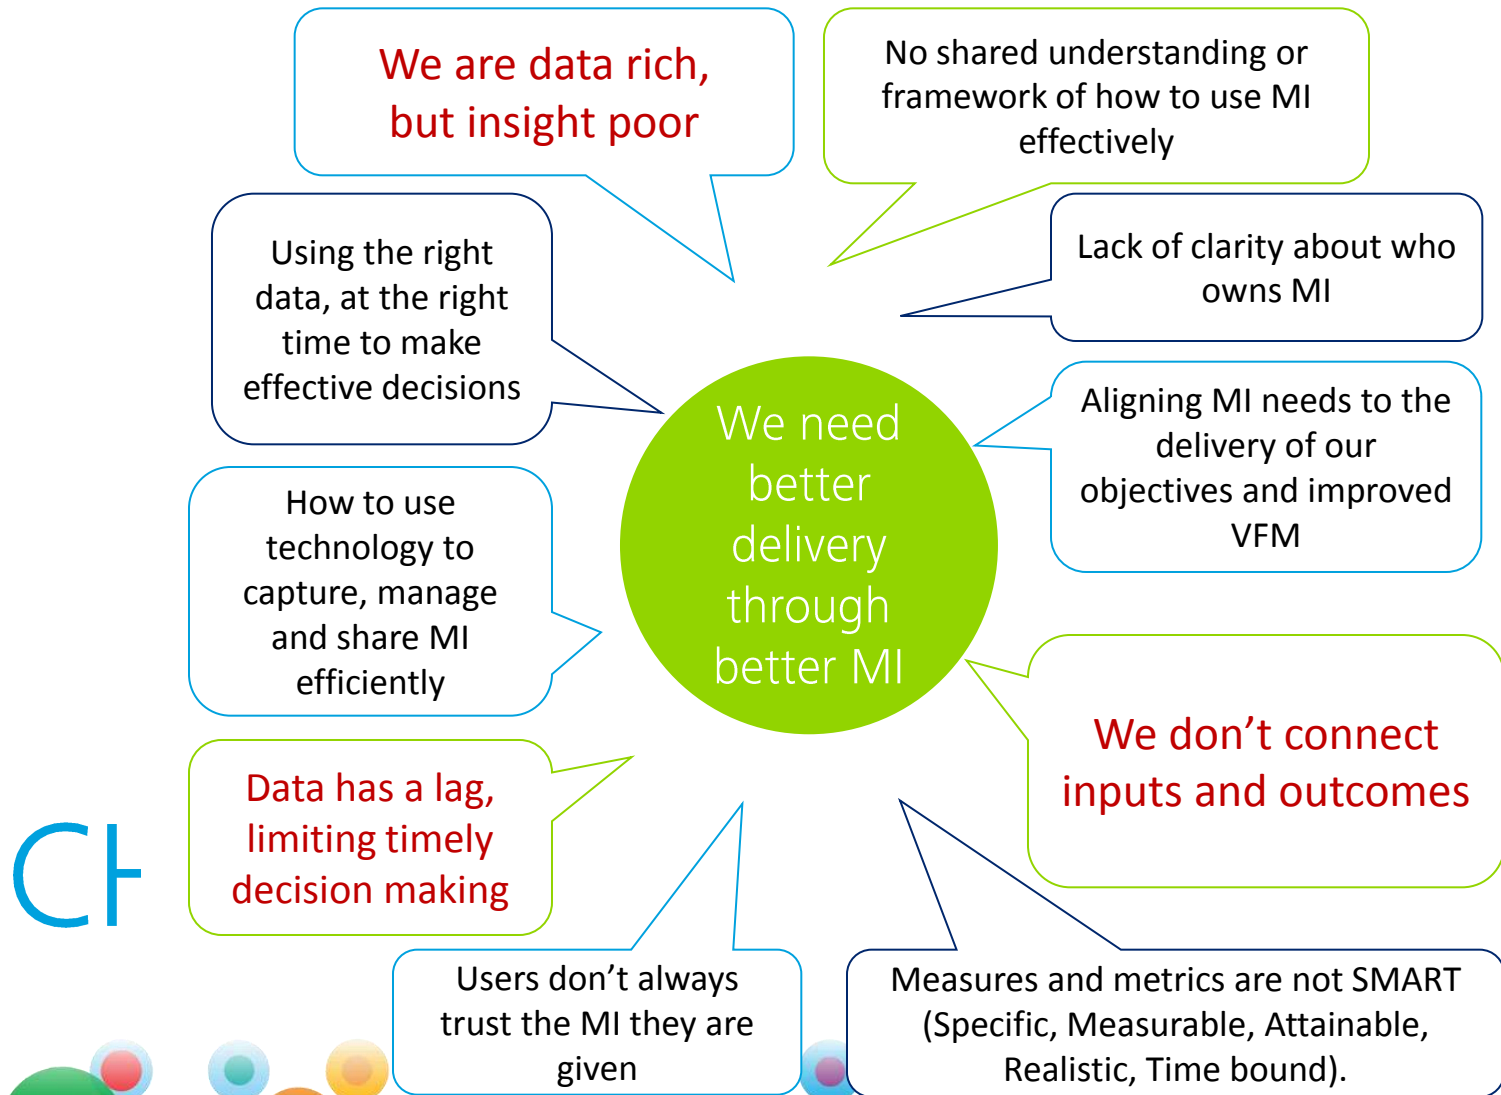 We are data rich,
but insight poor
No shared understanding or
framework of how to use MI
effectively
Using the right
data, at the right
time to make
effective decisions
Lack of clarity about who
owns MI
We need
better
delivery
through
better MI
Aligning MI needs to the
delivery of our
objectives and improved
VFM
How to use
technology to
capture, manage
and share MI
efficiently
We don’t connect
inputs and outcomes
Data has a lag,
limiting timely
decision making
CH
Users don’t always
trust the MI they are
given
Measures and metrics are not SMART
(Specific, Measurable, Attainable,
Realistic, Time bound).